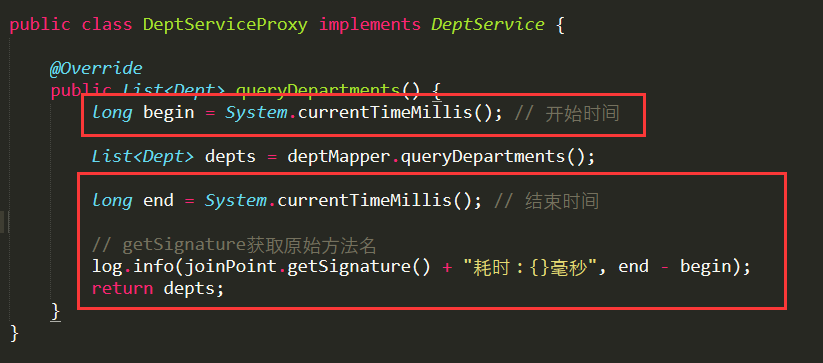 public class DeptServiceProxy implements DeptService {
@Override
public List<Dept> queryDepartments() {
long begin = System.currentTimeMillis(); // 开始时间
List<Dept> depts = deptMapper.queryDepartments();
long end = System.currentTimeMillis(); // 结束时间
// getSignature获取原始方法名
log.info(joinPoint.getSignature() + "耗时：{}毫秒", end - begin);
return depts;
}
}